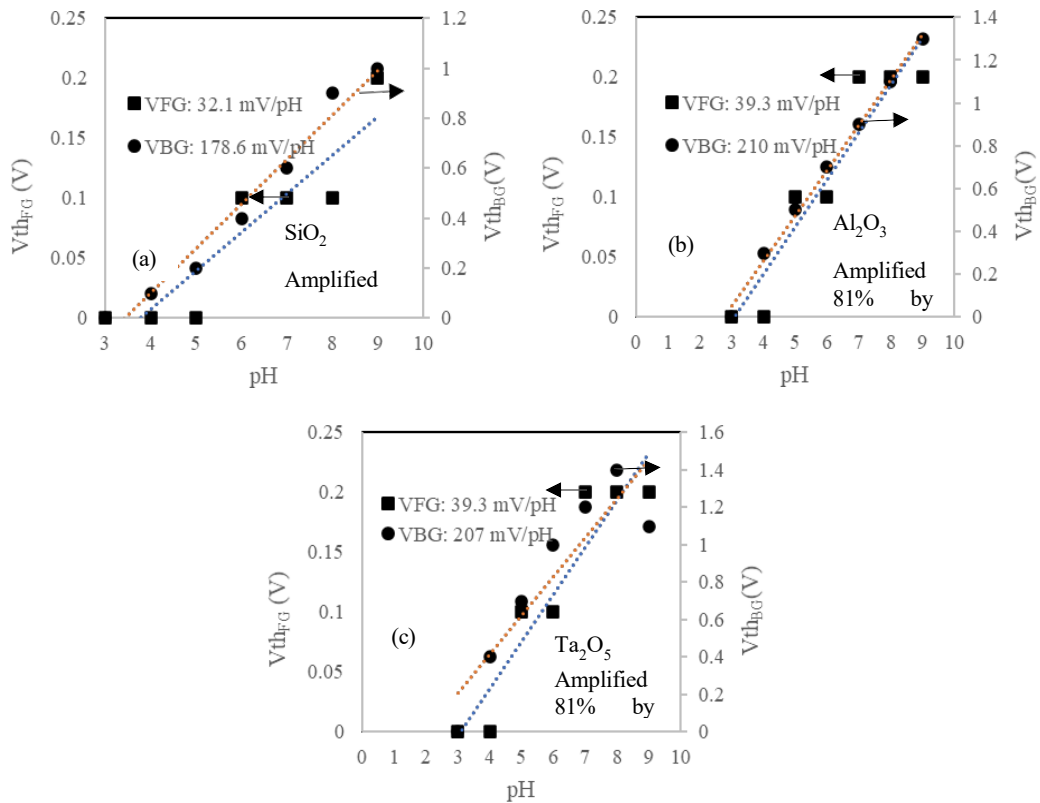 0.25
0.2
0.15
0.1
0.05
0
1.2
1
0.8
0.6
0.4
0.2
0
3 4 5 6 7 8 9 10
pH
Vth_FG (V)
Vth_BG(V)
VFG: 32.1 mV/pH
VBG: 178.6 mV/pH
(a)
SiO₂
Amplified
0.25
0.2
0.15
0.1
0.05
0
1.4
1.2
1
0.8
0.6
0.4
0.2
0
0 1 2 3 4 5 6 7 8 9 10
pH
Vth_FG (V)
Vth_BG(V)
VFG: 39.3 mV/pH
VBG: 210 mV/pH
(b)
Al₂O₃
Amplified
81% by
0.25
0.2
0.15
0.1
0.05
0
1.6
1.4
1.2
1
0.8
0.6
0.4
0.2
0
0 1 2 3 4 5 6 7 8 9 10
pH
Vth_FG (V)
Vth_BG(V)
VFG: 39.3 mV/pH
VBG: 207 mV/pH
(c)
Ta₂O₅
Amplified
81% by